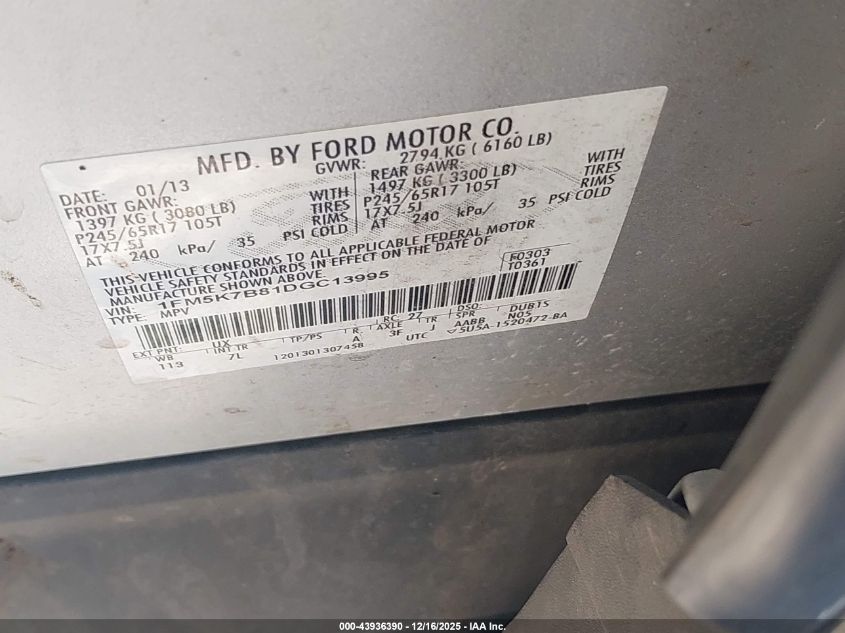 MFD. BY FORD MOTOR CO.
DATE: 01/13 GVWR: 2794 KG ( 6160 LB)
FRONT GAWR: REAR GAWR:
1397 KG ( 3080 LB) WITH 1497 KG ( 3300 LB) WITH
P245/65R17 105T TIRES P245/65R17 105T TIRES
17X7.5J RIMS 17X7.5J RIMS
AT 240 kPa/ 35 PSI COLD AT 240 kPa/ 35 PSI COLD
THIS VEHICLE CONFORMS TO ALL APPLICABLE FEDERAL MOTOR
VEHICLE SAFETY STANDARDS IN EFFECT ON THE DATE OF
MANUFACTURE SHOWN ABOVE.
VIN: 1FM5K7B81DGC13995 F0303
TYPE: MPV T0361
EXT PNT: UX RC: 27 DSO:
WB INT TR TP/PS R AXLE TR SPR DUB1S
113 7L A 3F J AABB N05
1201301307458 UTC 5U5A-1520472-BA
000-43936390 - 12/16/2025 - IAA Inc.